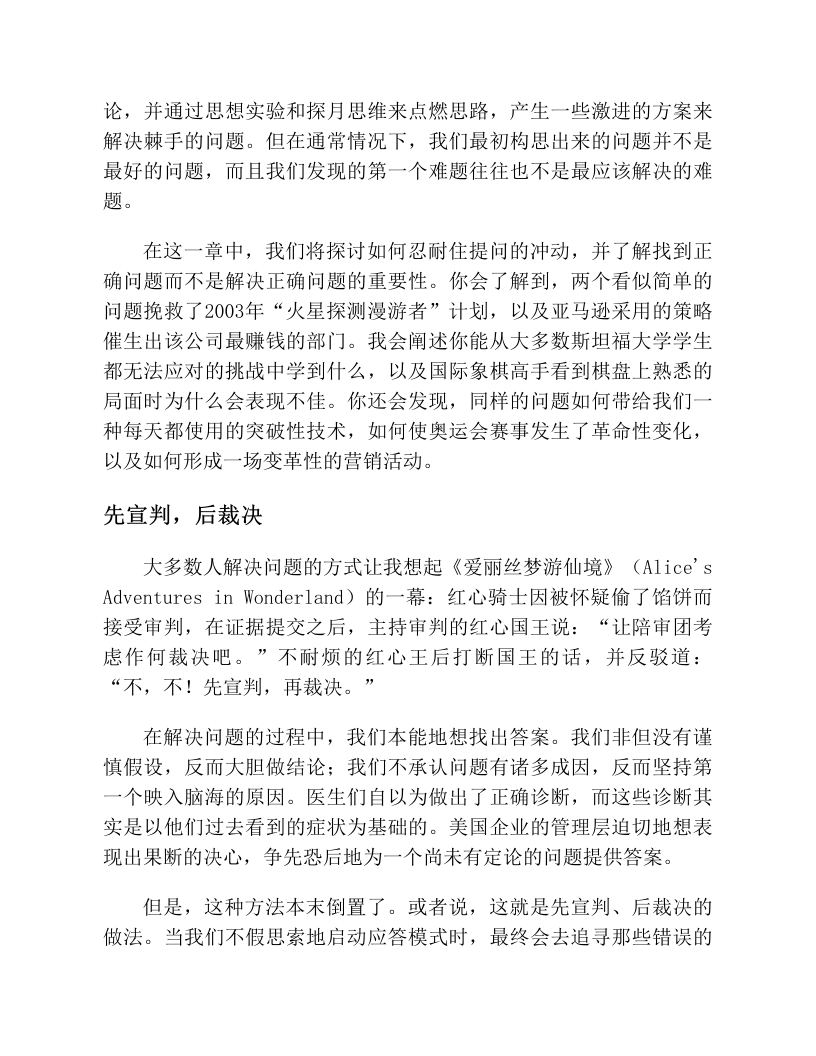 论，并通过思想实验和探月思维来点燃思路，产生一些激进的方案来
解决棘手的问题。但在通常情况下，我们最初构思出来的问题并不是
最好的问题，而且我们发现的第一个难题往往也不是最应该解决的难
题。
在这一章中，我们将探讨如何忍耐住提问的冲动，并了解找到正
确问题而不是解决正确问题的重要性。你会了解到，两个看似简单的
问题挽救了2003年“火星探测漫游者”计划，以及亚马逊采用的策略
催生出该公司最赚钱的部门。我会阐述你能从大多数斯坦福大学学生
都无法应对的挑战中学到什么，以及国际象棋高手看到棋盘上熟悉的
局面时为什么会表现不佳。你还会发现，同样的问题如何带给我们一
种每天都使用的突破性技术，如何使奥运会赛事发生了革命性变化，
以及如何形成一场变革性的营销活动。
先宣判，后裁决
大多数人解决问题的方式让我想起《爱丽丝梦游仙境》（Alice's
Adventures in Wonderland）的一幕：红心骑士因被怀疑偷了馅饼而
接受审判，在证据提交之后，主持审判的红心国王说：“让陪审团考
虑作何裁决吧。”不耐烦的红心王后打断国王的话，并反驳道：
“不，不！先宣判，再裁决。”
在解决问题的过程中，我们本能地想找出答案。我们非但没有谨
慎假设，反而大胆做结论；我们不承认问题有诸多成因，反而坚持第
一个映入脑海的原因。医生们自以为做出了正确诊断，而这些诊断其
实是以他们过去看到的症状为基础的。美国企业的管理层迫切地想表
现出果断的决心，争先恐后地为一个尚未有定论的问题提供答案。
但是，这种方法本末倒置了。或者说，这就是先宣判、后裁决的
做法。当我们不假思索地启动应答模式时，最终会去追寻那些错误的